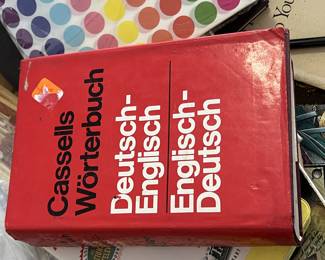 Cassells
Wörterbuch
Deutsch-
Englisch
Englisch-
Deutsch